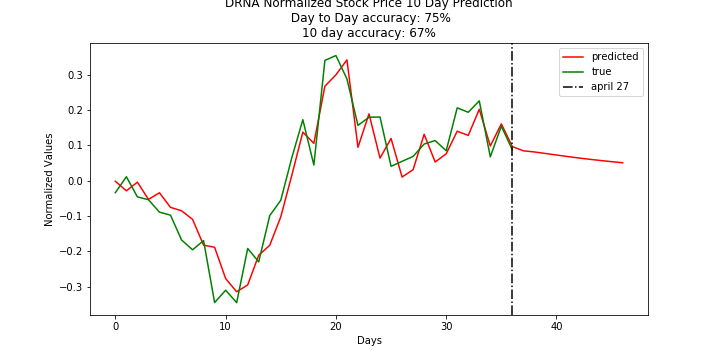 DRNA Normalized Stock Price 10 Day Prediction
Day to Day accuracy: 75%
10 day accuracy: 67%
predicted
true
april 27
Normalized Values
0.3
0.2
0.1
0.0
−0.1
−0.2
−0.3
0
10
20
30
40
Days